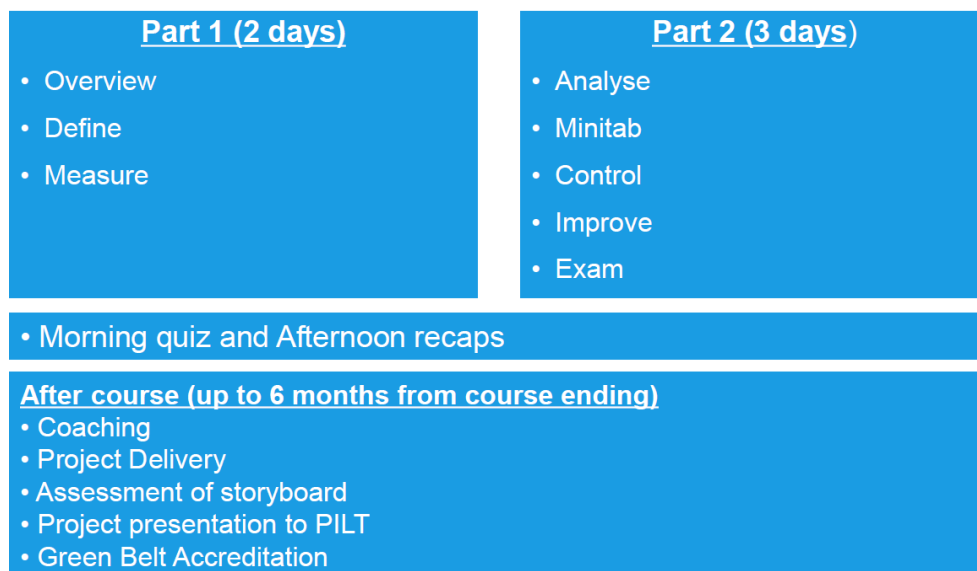 Part 1 (2 days)
• Overview
• Define
• Measure
Part 2 (3 days)
• Analyse
• Minitab
• Control
• Improve
• Exam
• Morning quiz and Afternoon recaps
After course (up to 6 months from course ending)
• Coaching
• Project Delivery
• Assessment of storyboard
• Project presentation to PILT
• Green Belt Accreditation